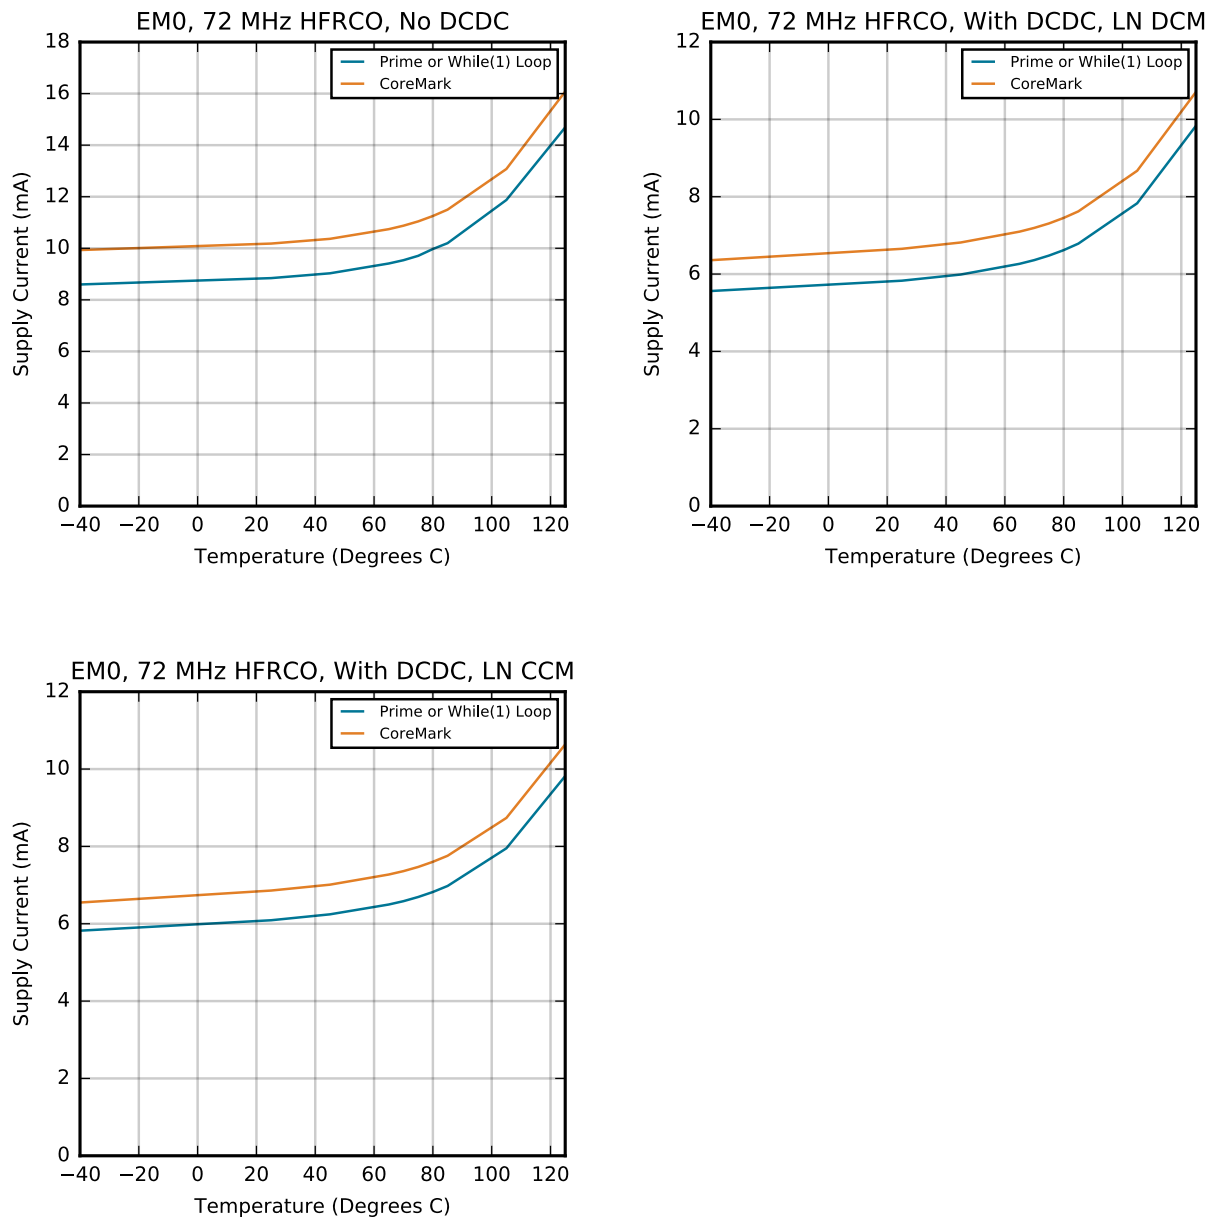 EM0, 72 MHz HFRCO, No DCDC
Prime or While(1) Loop
CoreMark
Supply Current (mA)
18
16
14
12
10
8
6
4
2
0
−40 −20 0 20 40 60 80 100 120
Temperature (Degrees C)
EM0, 72 MHz HFRCO, With DCDC, LN DCM
Prime or While(1) Loop
CoreMark
Supply Current (mA)
12
10
8
6
4
2
0
−40 −20 0 20 40 60 80 100 120
Temperature (Degrees C)
EM0, 72 MHz HFRCO, With DCDC, LN CCM
Prime or While(1) Loop
CoreMark
Supply Current (mA)
12
10
8
6
4
2
0
−40 −20 0 20 40 60 80 100 120
Temperature (Degrees C)